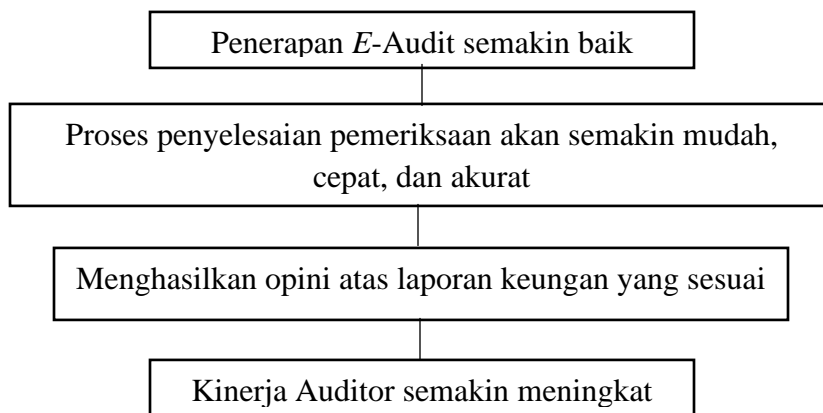 Penerapan E-Audit semakin baik
Proses penyelesaian pemeriksaan akan semakin mudah,
cepat, dan akurat
Menghasilkan opini atas laporan keungan yang sesuai
Kinerja Auditor semakin meningkat